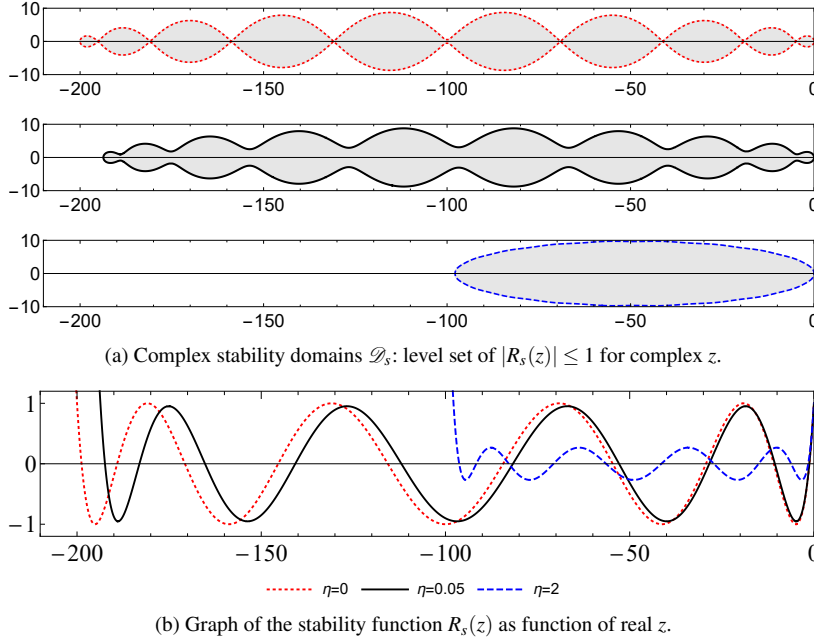 10
0
−10
−200 −150 −100 −50 0
10
0
−10
−200 −150 −100 −50 0
10
0
−10
−200 −150 −100 −50 0
(a) Complex stability domains 𝒟ₛ: level set of |Rₛ(z)| ≤ 1 for complex z.
1
0
−1
−200 −150 −100 −50 0
η=0 η=0.05 η=2
(b) Graph of the stability function Rₛ(z) as function of real z.